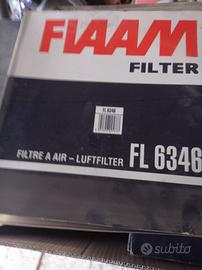 FIAAM
FILTER
FL 6346
FILTRE A AIR – LUFTFILTER FL 6346
subito